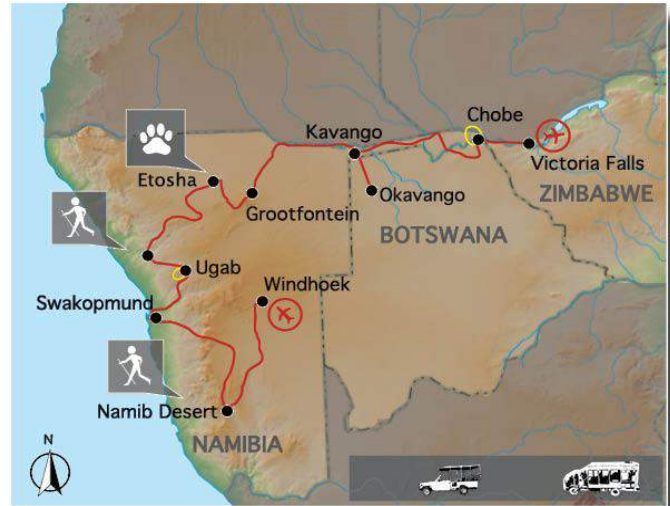 Chobe
Kavango
Victoria Falls
Etosha
Okavango
ZIMBABWE
Grootfontein
BOTSWANA
Ugab
Windhoek
Swakopmund
Namib Desert
NAMIBIA
N